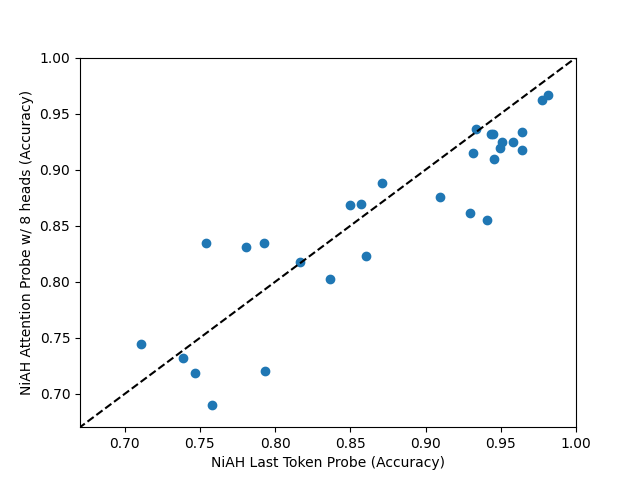 1.00
0.95
0.90
0.85
0.80
0.75
0.70
NiAH Attention Probe w/ 8 heads (Accuracy)
0.70 0.75 0.80 0.85 0.90 0.95 1.00
NiAH Last Token Probe (Accuracy)